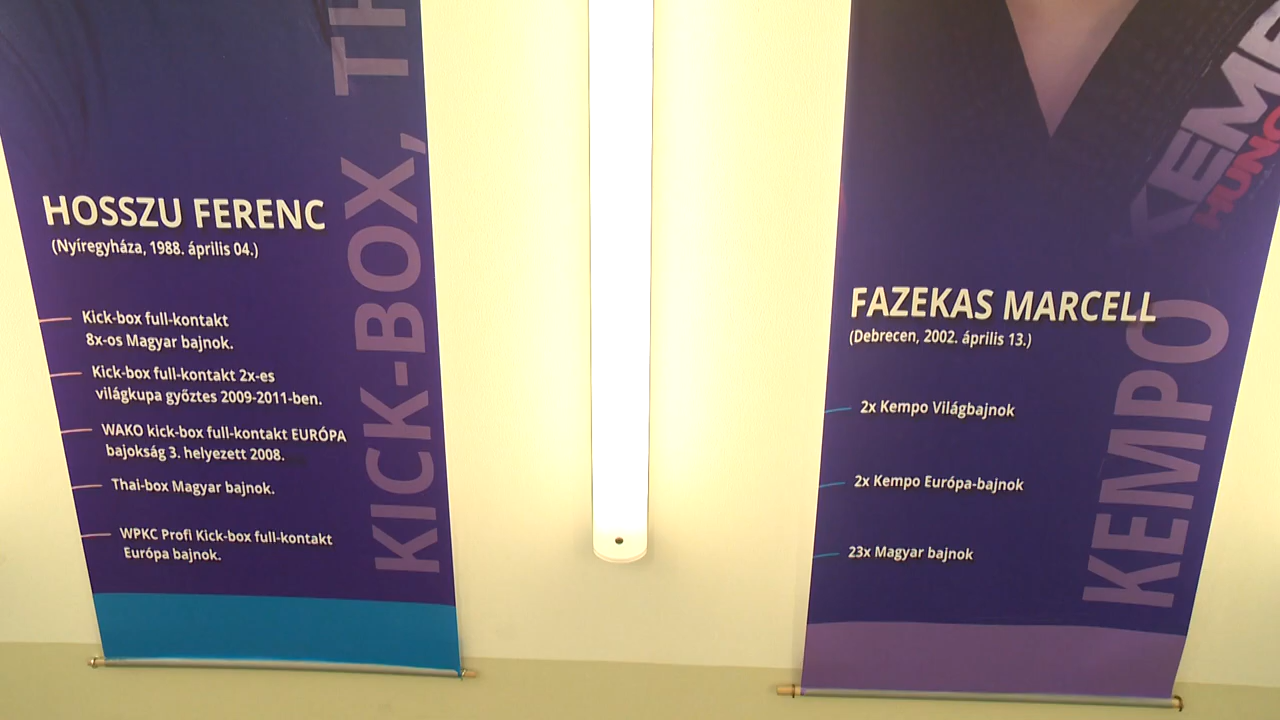 HOSSZU FERENC
(Nyíregyháza, 1988. április 04.)
Kick-box full-kontakt
8x-os Magyar bajnok.
Kick-box full-kontakt 2x-es
világkupa győztes 2009-2011-ben.
WAKO kick-box full-kontakt EURÓPA
bajokság 3. helyezett 2008.
Thai-box Magyar bajnok.
WPKC Profi Kick-box full-kontakt
Európa bajnok.
KICK-BOX, TH
FAZEKAS MARCELL
(Debrecen, 2002. április 13.)
2x Kempo Világbajnok
2x Kempo Európa-bajnok
23x Magyar bajnok
KEMPO